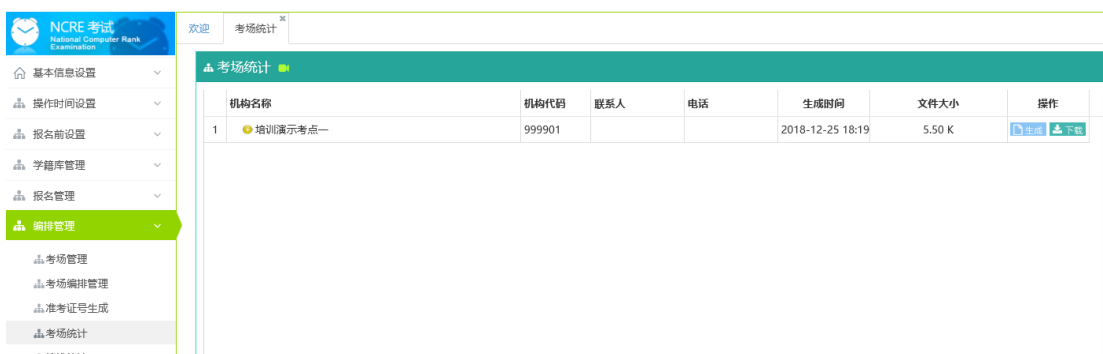 NCRE 考试
National Computer Rank
Examination
欢迎
考场统计
基本信息设置
操作时间设置
报名前设置
学籍库管理
报名管理
编排管理
考场管理
考场编排管理
准考证号生成
考场统计
考场统计
机构名称 机构代码 联系人 电话 生成时间 文件大小 操作
1 培训演示考点一 999901 2018-12-25 18:19 5.50 K 生成 下载